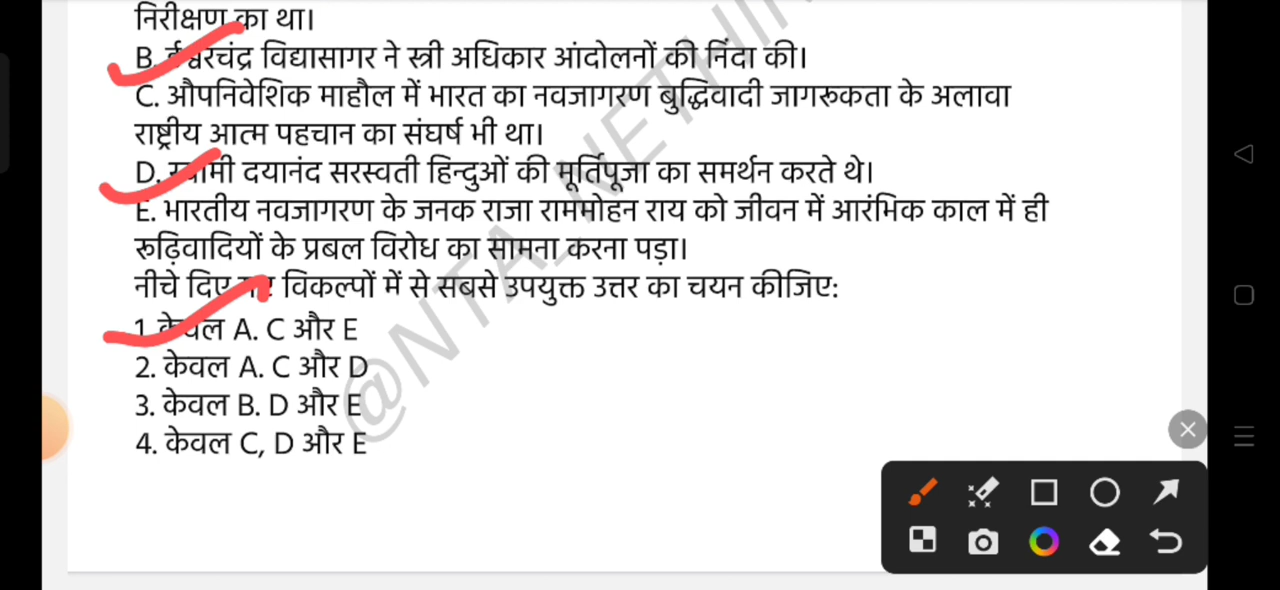 निरीक्षण का था।
B. ईश्वरचंद्र विद्यासागर ने स्त्री अधिकार आंदोलनों की निंदा की।
C. औपनिवेशिक माहौल में भारत का नवजागरण बुद्धिवादी जागरूकता के अलावा
राष्ट्रीय आत्म पहचान का संघर्ष भी था।
D. स्वामी दयानंद सरस्वती हिन्दुओं की मूर्तिपूजा का समर्थन करते थे।
E. भारतीय नवजागरण के जनक राजा राममोहन राय को जीवन में आरंभिक काल में ही
रूढ़िवादियों के प्रबल विरोध का सामना करना पड़ा।
नीचे दिए गए विकल्पों में से सबसे उपयुक्त उत्तर का चयन कीजिए:
1. केवल A. C और E
2. केवल A. C और D
3. केवल B. D और E
4. केवल C, D और E